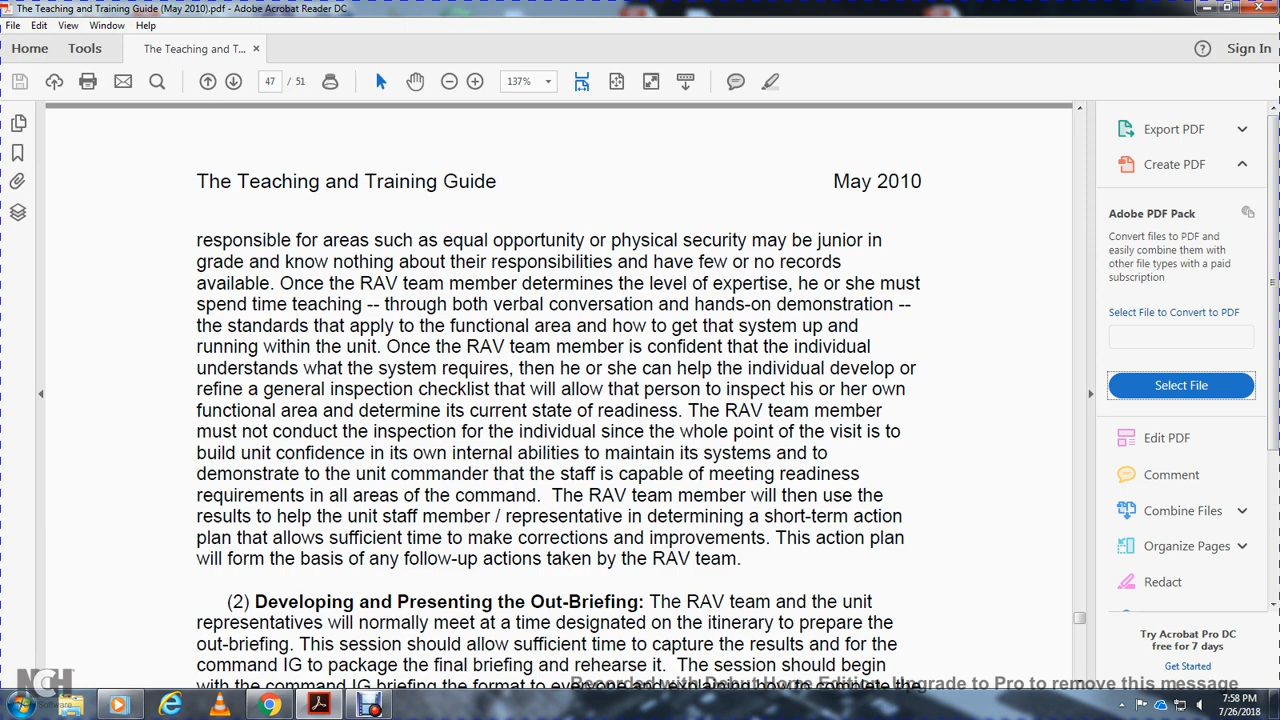 The Teaching and Training Guide (May 2010).pdf - Adobe Acrobat Reader DC
File Edit View Window Help
Home Tools The Teaching and T... × Sign In
47 / 51 137%
Export PDF
Create PDF
Adobe PDF Pack
Convert files to PDF and
easily combine them with
other file types with a paid
subscription
Select File to Convert to PDF
Select File
Edit PDF
Comment
Combine Files
Organize Pages
Redact
Try Acrobat Pro DC
free for 7 days
Get Started
The Teaching and Training Guide May 2010
responsible for areas such as equal opportunity or physical security may be junior in
grade and know nothing about their responsibilities and have few or no records
available. Once the RAV team member determines the level of expertise, he or she must
spend time teaching -- through both verbal conversation and hands-on demonstration --
the standards that apply to the functional area and how to get that system up and
running within the unit. Once the RAV team member is confident that the individual
understands what the system requires, then he or she can help the individual develop or
refine a general inspection checklist that will allow that person to inspect his or her own
functional area and determine its current state of readiness. The RAV team member
must not conduct the inspection for the individual since the whole point of the visit is to
build unit confidence in its own internal abilities to maintain its systems and to
demonstrate to the unit commander that the staff is capable of meeting readiness
requirements in all areas of the command. The RAV team member will then use the
results to help the unit staff member / representative in determining a short-term action
plan that allows sufficient time to make corrections and improvements. This action plan
will form the basis of any follow-up actions taken by the RAV team.
(2) Developing and Presenting the Out-Briefing: The RAV team and the unit
representatives will normally meet at a time designated on the itinerary to prepare the
out-briefing. This session should allow sufficient time to capture the results and for the
command IG to package the final briefing and rehearse it. The session should begin
with the command IG briefing the format to everyone and explaining how to complete the
NCH
Software
Recorded with Debut Home Edition. Upgrade to Pro to remove this message
7:58 PM
7/26/2018